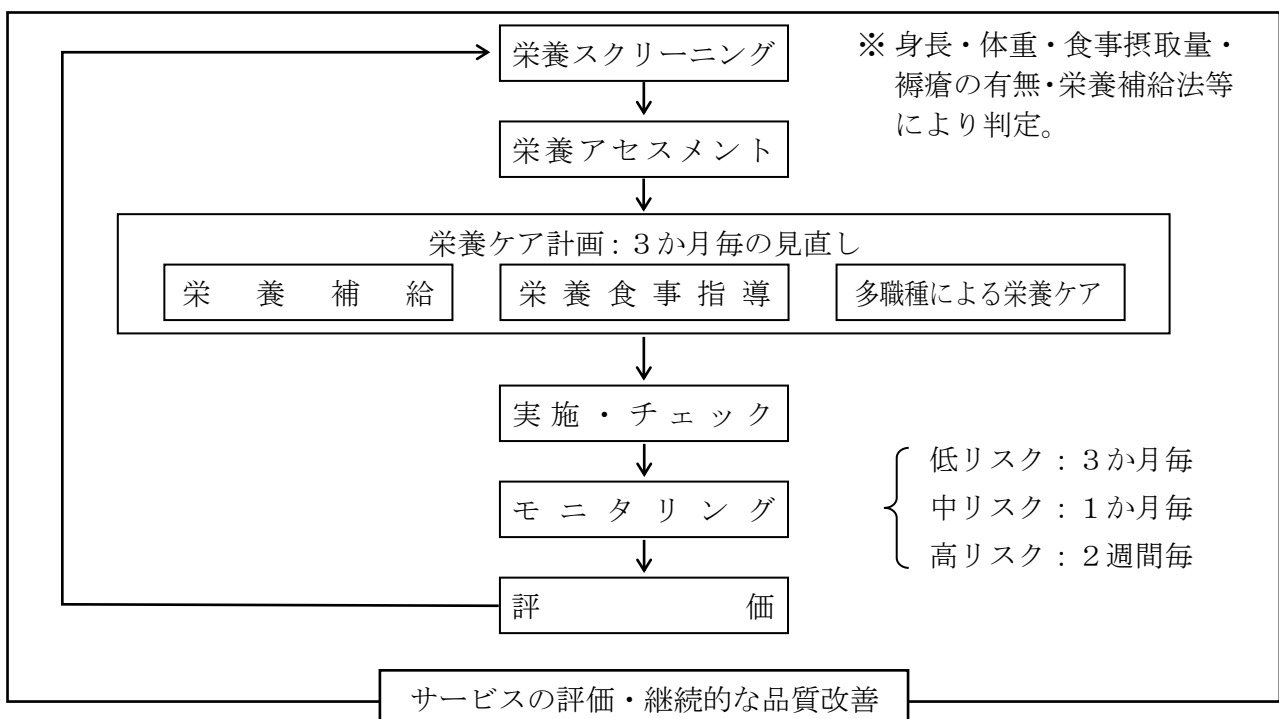 栄養スクリーニング
※ 身長・体重・食事摂取量・
褥瘡の有無・栄養補給法等
により判定。
栄養アセスメント
栄養ケア計画：３か月毎の見直し
栄養補給
栄養食事指導
多職種による栄養ケア
実施・チェック
モニタリング
低リスク：３か月毎
中リスク：１か月毎
高リスク：２週間毎
評価
サービスの評価・継続的な品質改善